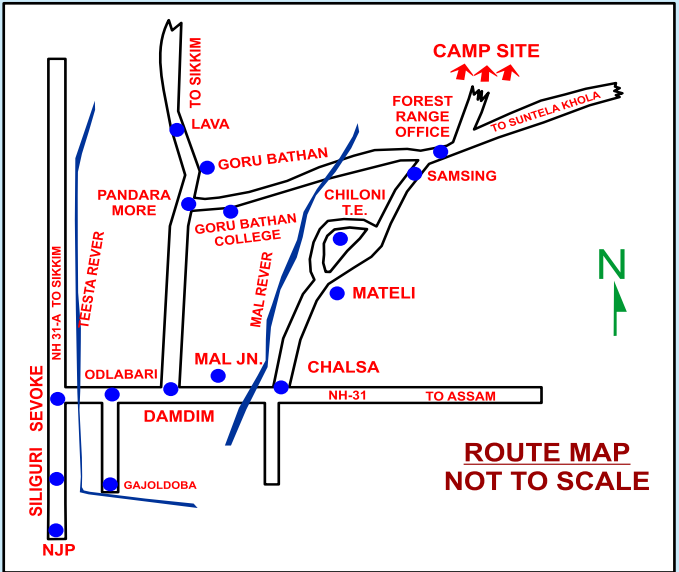 CAMP SITE
TO SIKKIM
FOREST
RANGE
OFFICE
TO SUNTELA KHOLA
LAVA
GORU BATHAN
SAMSING
PANDARA
MORE
CHILONI
T.E.
GORU BATHAN
COLLEGE
N
NH 31-A TO SIKKIM
TEESTA REVER
MAL REVER
MATELI
MAL JN.
CHALSA
ODLABARI
SEVOKE
DAMDIM
NH-31
TO ASSAM
ROUTE MAP
NOT TO SCALE
SILIGURI
GAJOLDOBA
NJP